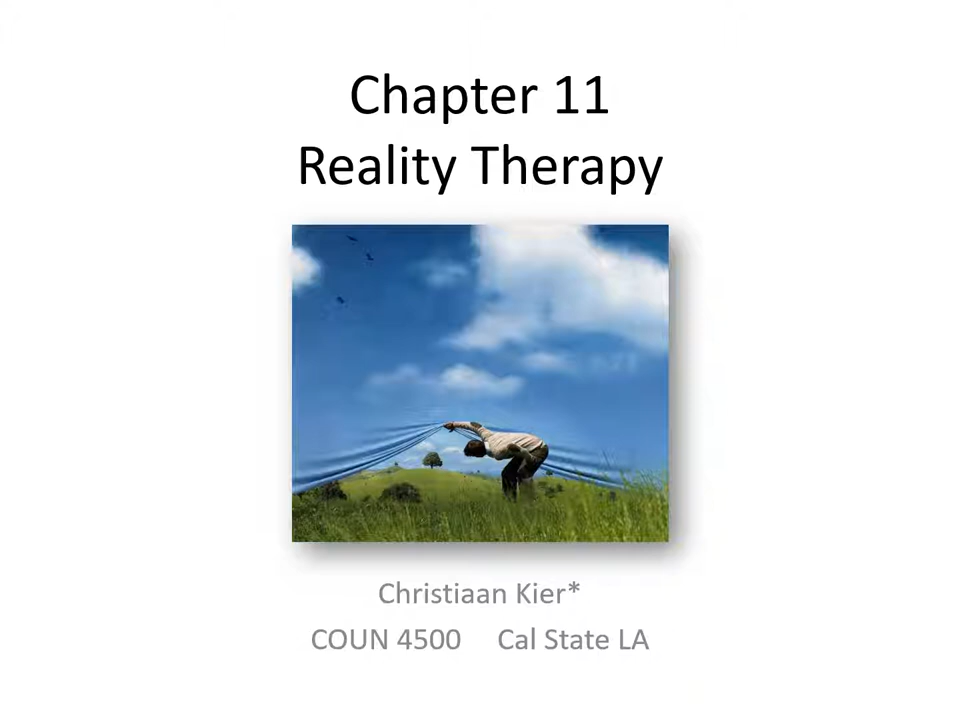 Chapter 11
Reality Therapy
Christiaan Kier*
COUN 4500 Cal State LA